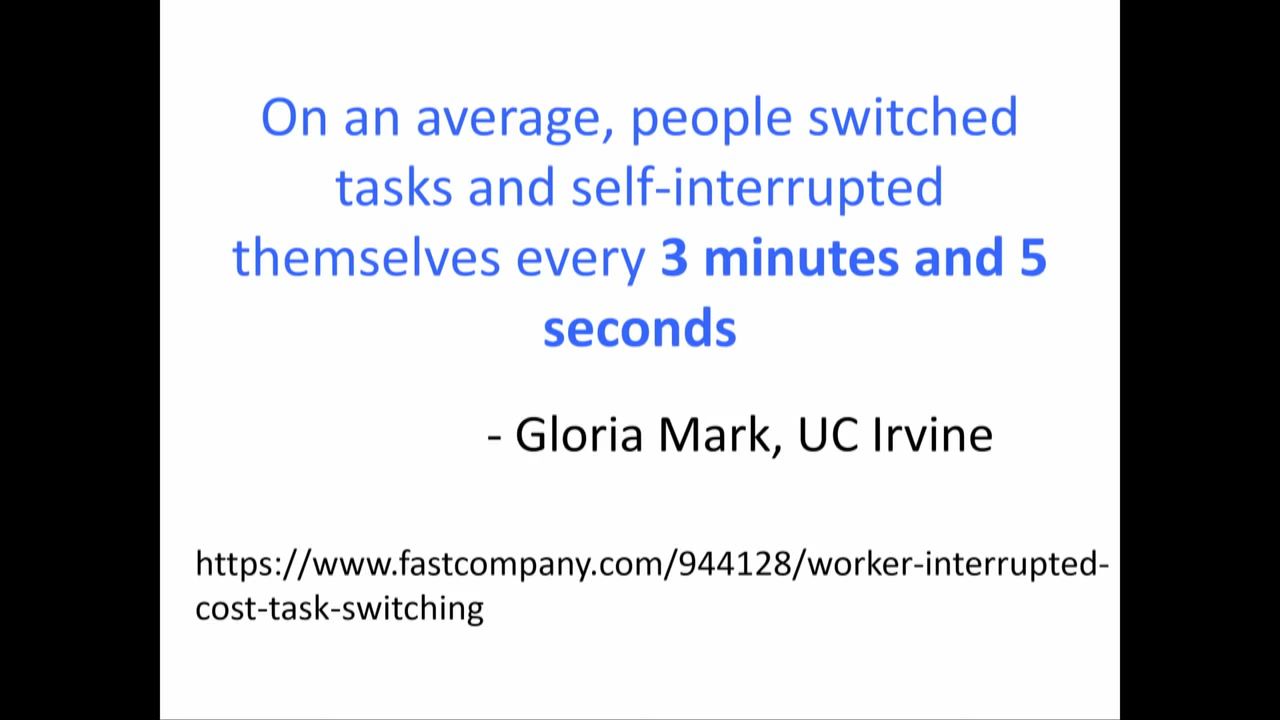 On an average, people switched
tasks and self-interrupted
themselves every 3 minutes and 5
seconds
- Gloria Mark, UC Irvine
https://www.fastcompany.com/944128/worker-interrupted-
cost-task-switching